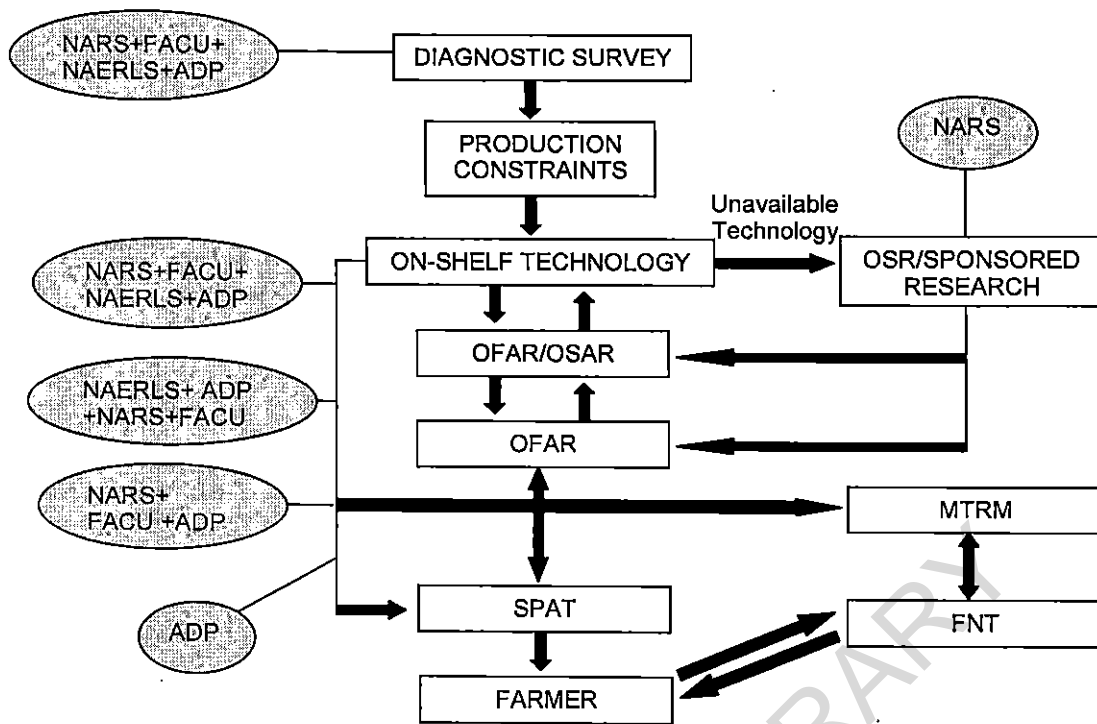 NARS+FACU+
NAERLS+ADP
DIAGNOSTIC SURVEY
PRODUCTION
CONSTRAINTS
NARS
Unavailable
Technology
NARS+FACU+
NAERLS+ADP
ON-SHELF TECHNOLOGY
OSR/SPONSORED
RESEARCH
OFAR/OSAR
NAERLS+ ADP
+NARS+FACU
OFAR
NARS+
FACU +ADP
MTRM
ADP
SPAT
FNT
FARMER